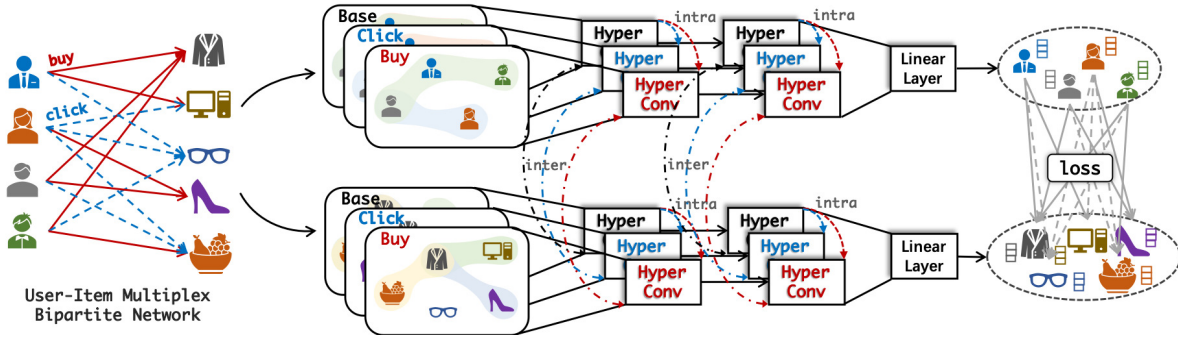 buy
click
User-Item Multiplex
Bipartite Network
Base
Click
Buy
Hyper
Hyper
Hyper
Conv
intra
Hyper
Hyper
Hyper
Conv
intra
Linear
Layer
inter
inter
loss
Base
Click
Buy
Hyper
Hyper
Hyper
Conv
intra
Hyper
Hyper
Hyper
Conv
intra
Linear
Layer